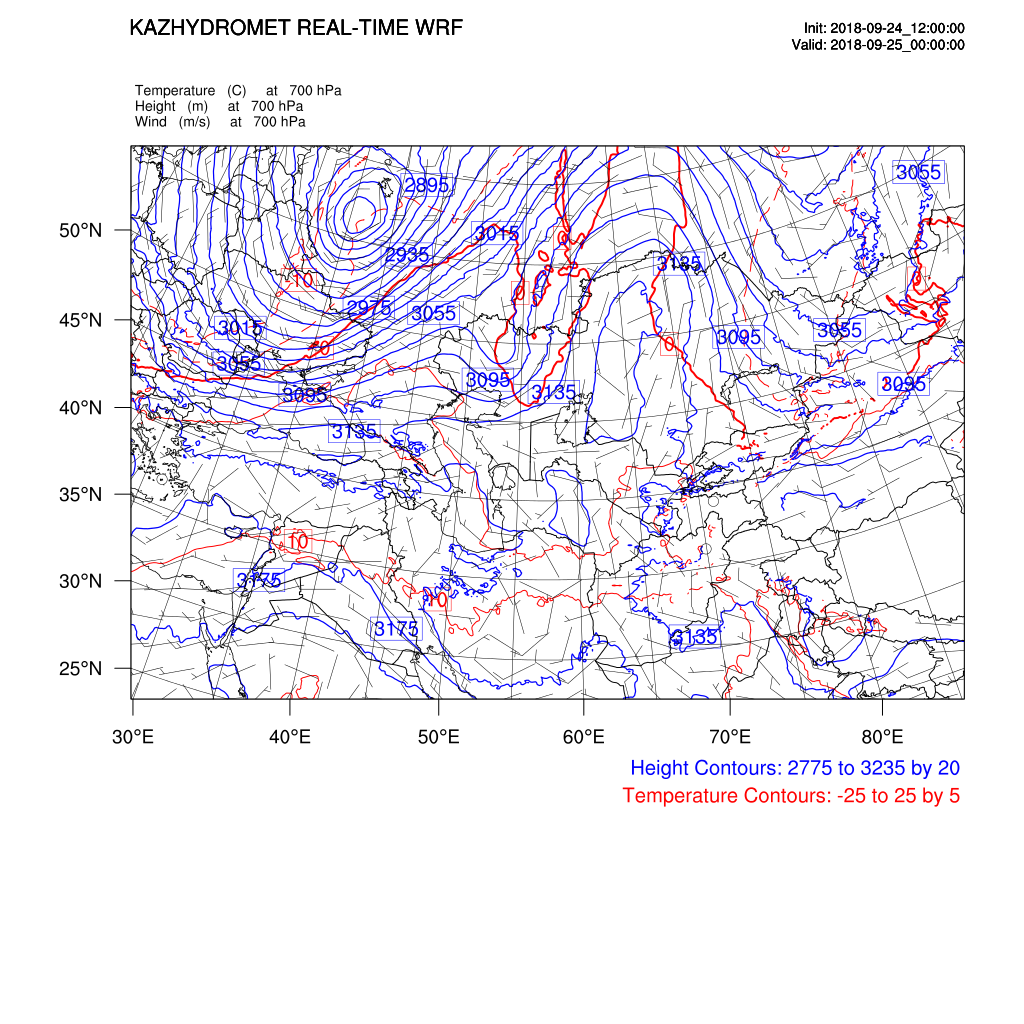 KAZHYDROMET REAL-TIME WRF
Init: 2018-09-24_12:00:00
Valid: 2018-09-25_00:00:00
Temperature (C) at 700 hPa
Height (m) at 700 hPa
Wind (m/s) at 700 hPa
3055
2895
50°N
3015
0
2935
3135
-10
0
2975
3055
45°N
3015
3095
3055
0
0
3055
3095
3135
3095
3095
40°N
3135
35°N
10
30°N
3175
10
3175
3135
25°N
30°E 40°E 50°E 60°E 70°E 80°E
Height Contours: 2775 to 3235 by 20
Temperature Contours: -25 to 25 by 5